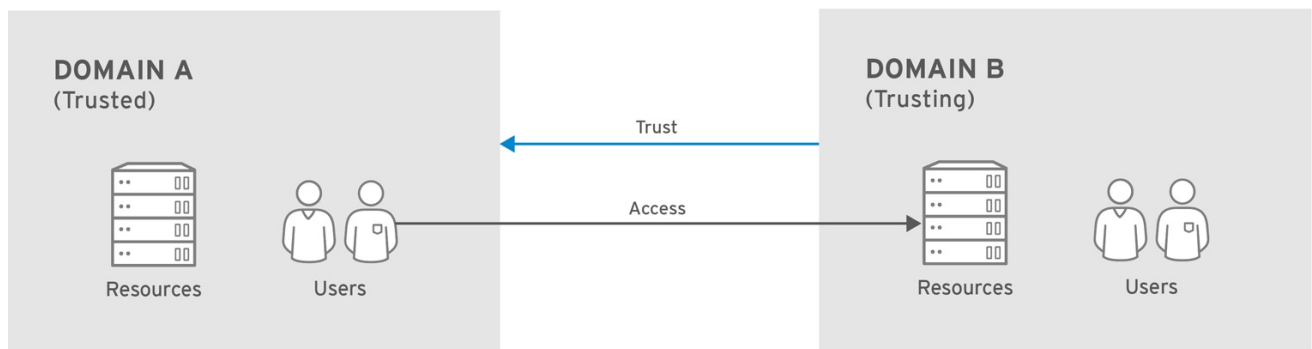 DOMAIN A
(Trusted)
Resources
Users
Trust
Access
DOMAIN B
(Trusting)
Resources
Users